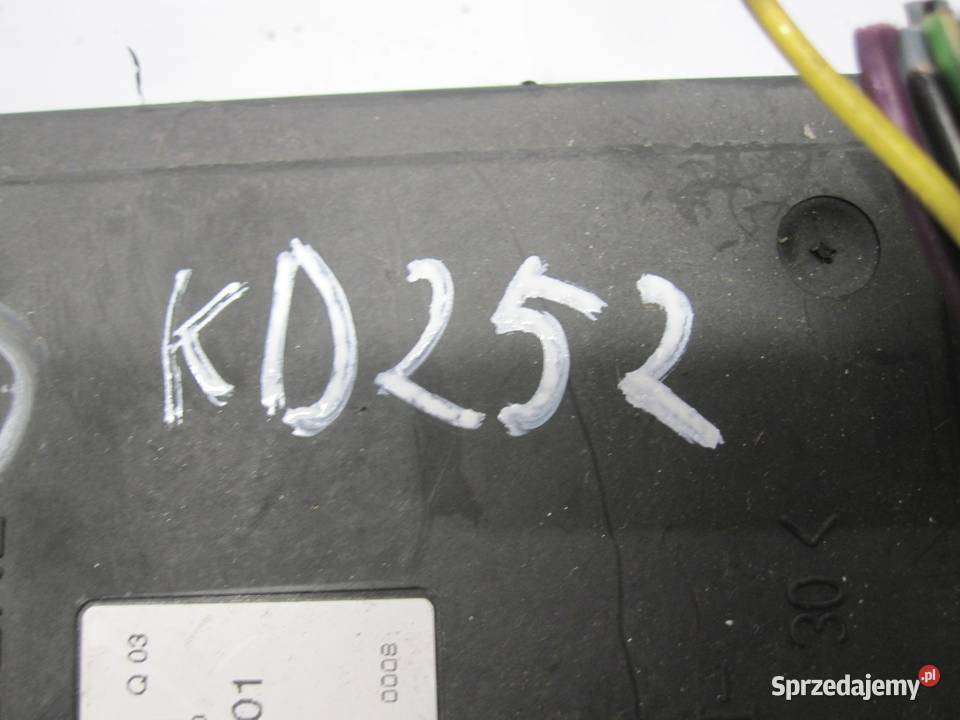 KD252
Q 03
01
0008
30 <
Sprzedajemy.pl